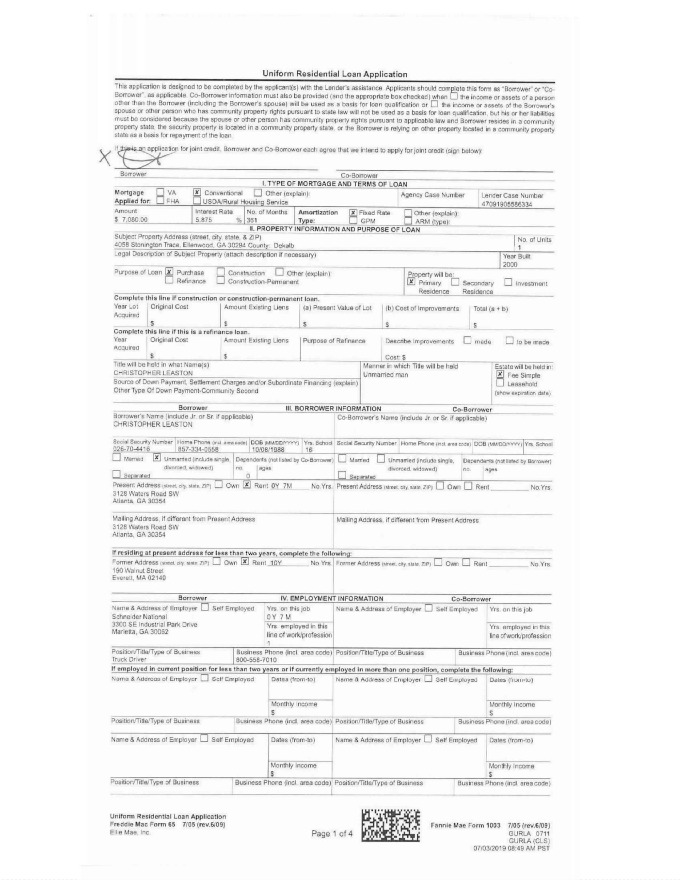 Uniform Residential Loan Application
This application is designed to be completed by the applicant(s) with the Lender's assistance. Applicants should complete this form as "Borrower" or "Co-
Borrower", as applicable. Co-Borrower information must also be provided (and the appropriate box checked) when the income or assets of a person
other than the Borrower (including the Borrower's spouse) will be used as a basis for loan qualification or the income or assets of the Borrower's
spouse or other person who has community property rights pursuant to state law will not be used as a basis for loan qualification, but his or her liabilities
must be considered because the spouse or other person has community property rights pursuant to applicable law and Borrower resides in a community
property state, the security property is located in a community property state, or the Borrower is relying on other property located in a community property
state as a basis for repayment of the loan.
If this is an application for joint credit, Borrower and Co-Borrower each agree that we intend to apply for joint credit (sign below):
X
Borrower Co-Borrower
I. TYPE OF MORTGAGE AND TERMS OF LOAN
Mortgage VA X Conventional Other (explain): Agency Case Number Lender Case Number
Applied for: FHA USDA/Rural Housing Service
Amount Interest Rate No. of Months Amortization X Fixed Rate Other (explain):
$ 7,080.00 5.875 % 361 Type: GPM ARM (type):
II. PROPERTY INFORMATION AND PURPOSE OF LOAN
Subject Property Address (street, city, state, & ZIP) No. of Units
4058 Stonington Trace, Ellenwood, GA 30294 County: Dekalb 1
Legal Description of Subject Property (attach description if necessary) Year Built
2000
Purpose of Loan X Purchase Construction Other (explain): Property will be:
Refinance Construction-Permanent X Primary Residence Secondary Residence Investment
Complete this line if construction or construction-permanent loan.
Year Lot Acquired Original Cost Amount Existing Liens (a) Present Value of Lot (b) Cost of Improvements Total (a + b)
$ $ $ $ $
Complete this line if this is a refinance loan.
Year Acquired Original Cost Amount Existing Liens Purpose of Refinance Describe Improvements made to be made
$ $ Cost: $
Title will be held in what Name(s) Manner in which Title will be held Estate will be held in:
CHRISTOPHER LEASTON Unmarried man X Fee Simple
Source of Down Payment, Settlement Charges and/or Subordinate Financing (explain) Leasehold
Other Type Of Down Payment-Community Second (show expiration date)
Borrower III. BORROWER INFORMATION Co-Borrower
Borrower's Name (include Jr. or Sr. if applicable) Co-Borrower's Name (include Jr. or Sr. if applicable)
CHRISTOPHER LEASTON
Social Security Number Home Phone (incl. area code) DOB (MM/DD/YYYY) Yrs. School Social Security Number Home Phone (incl. area code) DOB (MM/DD/YYYY) Yrs. School
16
Married X Unmarried (include single, divorced, widowed) Dependents (not listed by Co-Borrower) Married Unmarried (include single, divorced, widowed) Dependents (not listed by Borrower)
Separated no. ages Separated no. ages
0
Present Address (street, city, state, ZIP) Own X Rent 0Y 7M No.Yrs. Present Address (street, city, state, ZIP) Own Rent No.Yrs.
3128 Waters Road SW
Atlanta, GA 30354
Mailing Address, if different from Present Address Mailing Address, if different from Present Address
3128 Waters Road SW
Atlanta, GA 30354
If residing at present address for less than two years, complete the following:
Former Address (street, city, state, ZIP) Own X Rent 10Y No.Yrs. Former Address (street, city, state, ZIP) Own Rent No.Yrs.
Walnut Street
Everett, MA
Borrower IV. EMPLOYMENT INFORMATION Co-Borrower
Name & Address of Employer Self Employed Yrs. on this job Name & Address of Employer Self Employed Yrs. on this job
Schneider National 0Y 7M
3300 SE Industrial Park Drive Yrs. employed in this line of work/profession Yrs. employed in this line of work/profession
Marietta, GA
1
Position/Title/Type of Business Business Phone (incl. area code) Position/Title/Type of Business Business Phone (incl. area code)
Truck Driver
If employed in current position for less than two years or if currently employed in more than one position, complete the following:
Name & Address of Employer Self Employed Dates (from-to) Name & Address of Employer Self Employed Dates (from-to)
Monthly Income Monthly Income
$ $
Position/Title/Type of Business Business Phone (incl. area code) Position/Title/Type of Business Business Phone (incl. area code)
Name & Address of Employer Self Employed Dates (from-to) Name & Address of Employer Self Employed Dates (from-to)
Monthly Income Monthly Income
$ $
Position/Title/Type of Business Business Phone (incl. area code) Position/Title/Type of Business Business Phone (incl. area code)
Uniform Residential Loan Application
Freddie Mac Form 65 7/05 (rev.6/09)
Ellie Mae, Inc.
Page 1 of 4
Fannie Mae Form 1003 7/05 (rev.6/09)
GURLA 0711
GURLA (CLS)
07/03/2019 08:49 AM PST